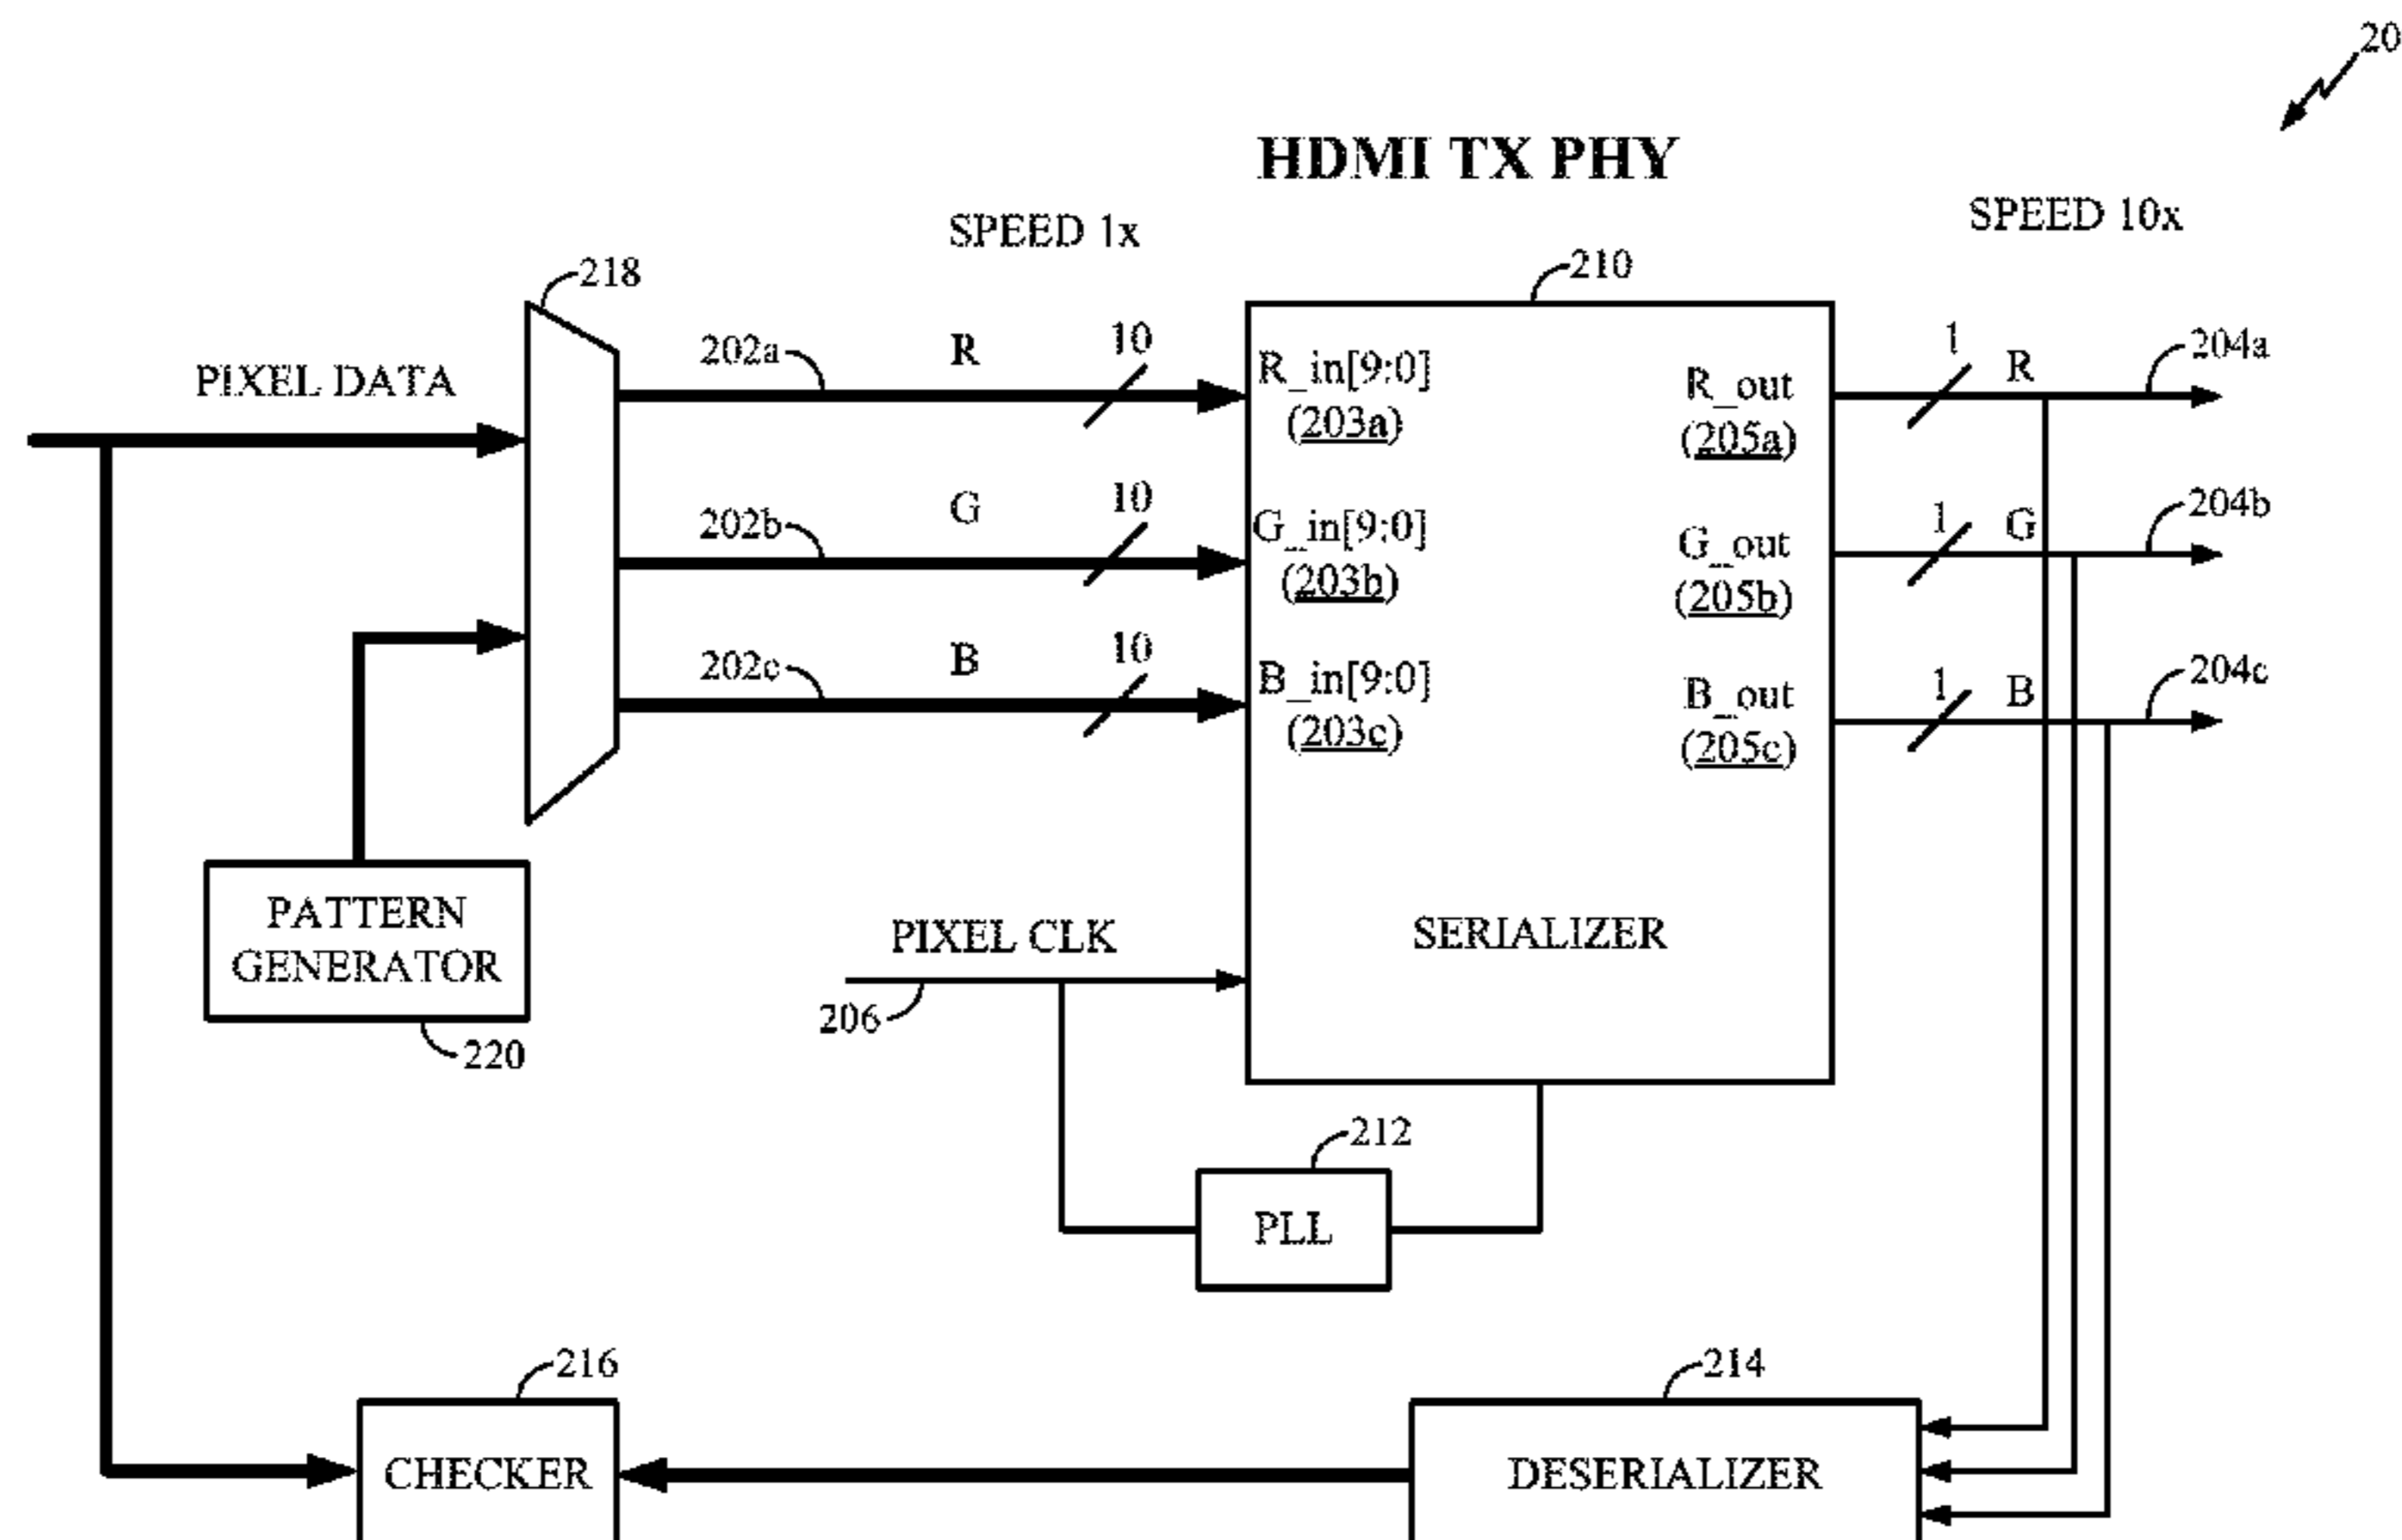 20
HDMI TX PHY
SPEED 1x
SPEED 10x
218
210
PIXEL DATA
202a
R
10
R_in[9:0]
(203a)
R_out
(205a)
1
R
204a
202b
G
10
G_in[9:0]
(203b)
G_out
(205b)
1
G
204b
202c
B
10
B_in[9:0]
(203c)
B_out
(205c)
1
B
204c
PATTERN
GENERATOR
220
PIXEL CLK
206
SERIALIZER
212
PLL
216
CHECKER
214
DESERIALIZER